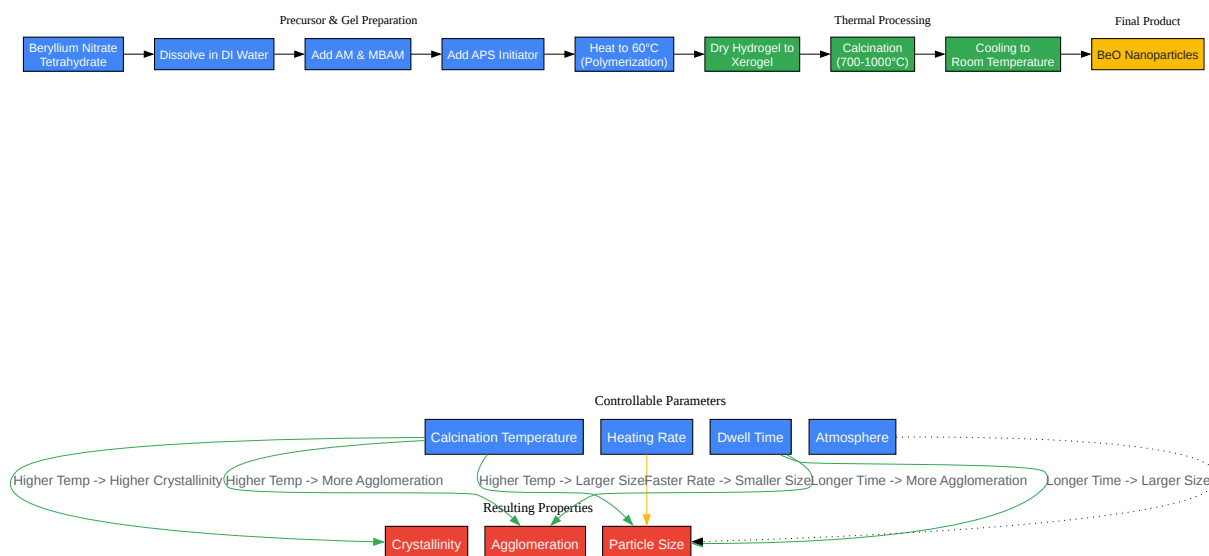 Precursor & Gel Preparation
Thermal Processing
Final Product
Beryllium Nitrate
Tetrahydrate
Dissolve in DI Water
Add AM & MBAM
Add APS Initiator
Heat to 60°C
(Polymerization)
Dry Hydrogel to
Xerogel
Calcination
(700-1000°C)
Cooling to
Room Temperature
BeO Nanoparticles
Controllable Parameters
Calcination Temperature
Heating Rate
Dwell Time
Atmosphere
Higher Temp -> Higher Crystallinity
Higher Temp -> More Agglomeration
Higher Temp -> Larger Size
Faster Rate -> Smaller Size
Longer Time -> More Agglomeration
Longer Time -> Larger Size
Resulting Properties
Crystallinity
Agglomeration
Particle Size